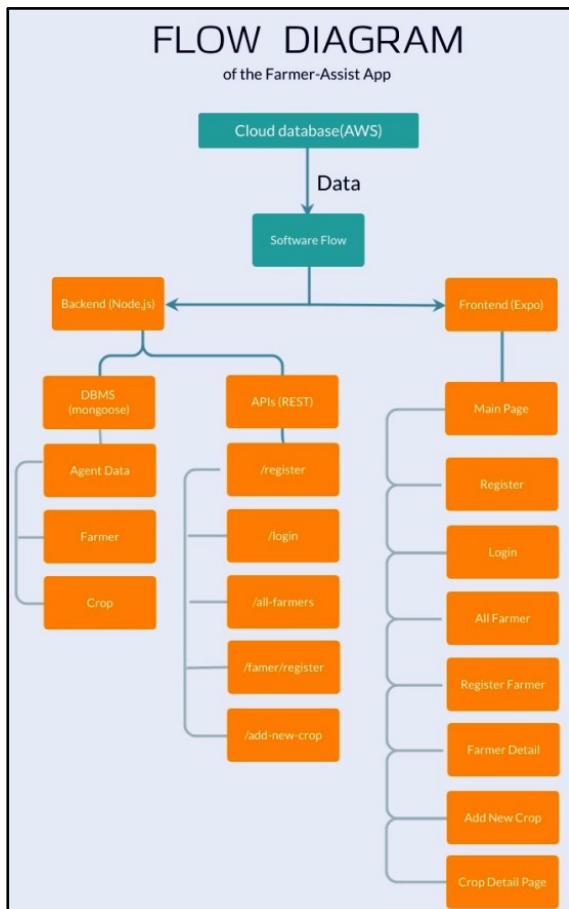 FLOW DIAGRAM
of the Farmer-Assist App
Cloud database(AWS)
Data
Software Flow
Backend (Node,js)
Frontend (Expo)
DBMS
(mongoose)
APIs (REST)
Main Page
Agent Data
/register
Register
Farmer
/login
Login
Crop
/all-farmers
All Farmer
/famer/register
Register Farmer
/add-new-crop
Farmer Detail
Add New Crop
Crop Detail Page